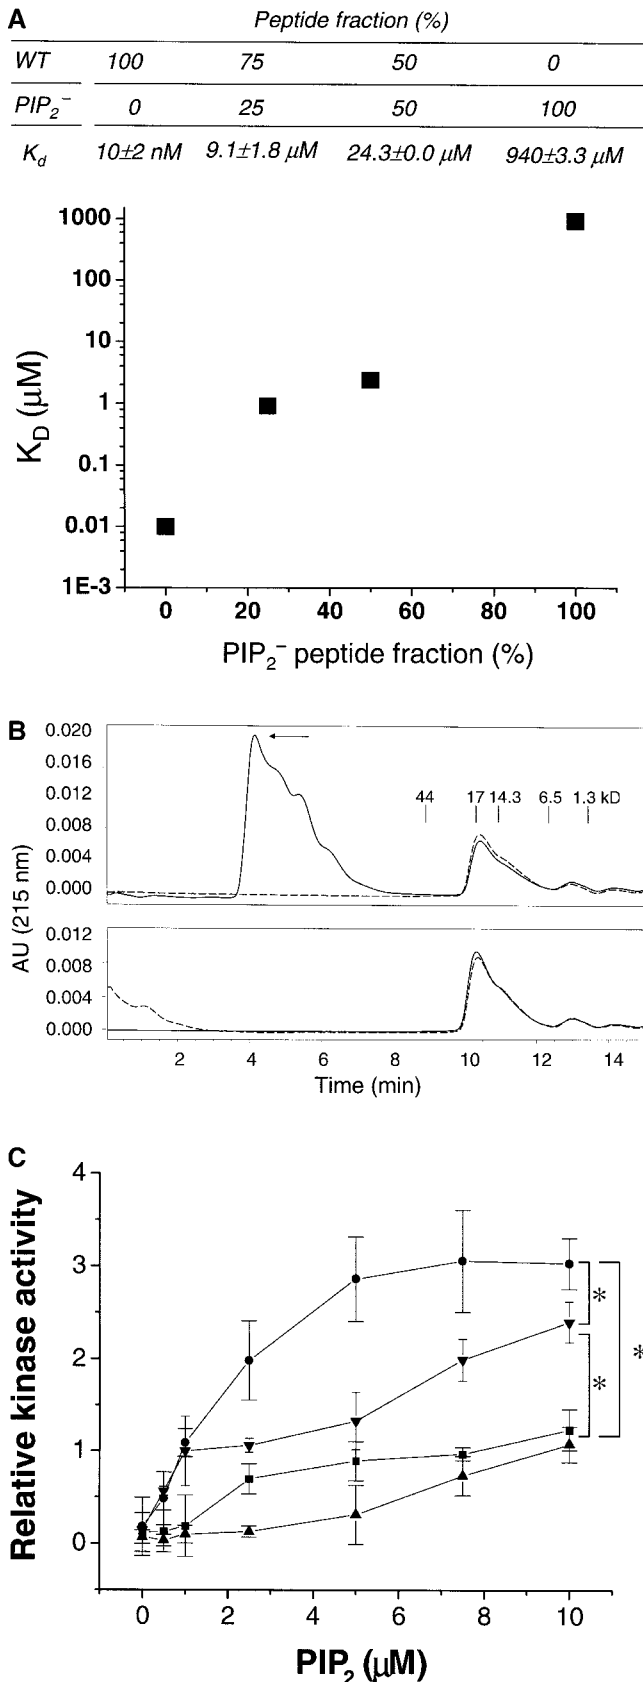 A
Peptide fraction (%)
WT 100 75 50 0
PIP₂⁻ 0 25 50 100
K_d 10±2 nM 9.1±1.8 μM 24.3±0.0 μM 940±3.3 μM
1000
100
10
1
0.1
0.01
1E-3
K_D (μM)
0 20 40 60 80 100
PIP₂⁻ peptide fraction (%)
B
0.020
0.016
0.012
0.008
0.004
0.000
44 17 14.3 6.5 1.3 kD
AU (215 nm)
0.012
0.008
0.004
0.000
2 4 6 8 10 12 14
Time (min)
C
4
3
2
1
0
Relative kinase activity
*
*
*
0 2 4 6 8 10
PIP₂ (μM)